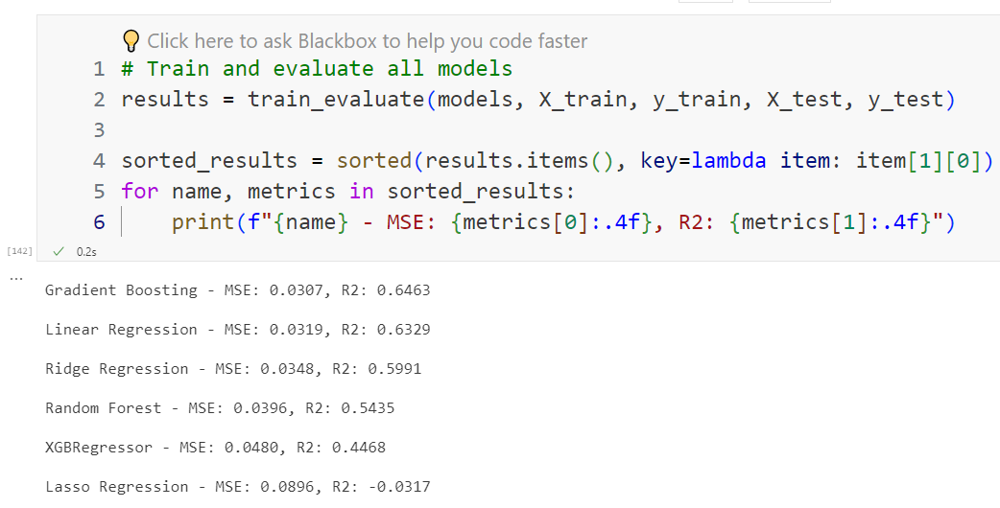 Click here to ask Blackbox to help you code faster
1 # Train and evaluate all models
2 results = train_evaluate(models, X_train, y_train, X_test, y_test)
3
4 sorted_results = sorted(results.items(), key=lambda item: item[1][0])
5 for name, metrics in sorted_results:
6     print(f"{name} - MSE: {metrics[0]:.4f}, R2: {metrics[1]:.4f}")
[142] ✓ 0.2s
...
Gradient Boosting - MSE: 0.0307, R2: 0.6463
Linear Regression - MSE: 0.0319, R2: 0.6329
Ridge Regression - MSE: 0.0348, R2: 0.5991
Random Forest - MSE: 0.0396, R2: 0.5435
XGBRegressor - MSE: 0.0480, R2: 0.4468
Lasso Regression - MSE: 0.0896, R2: -0.0317